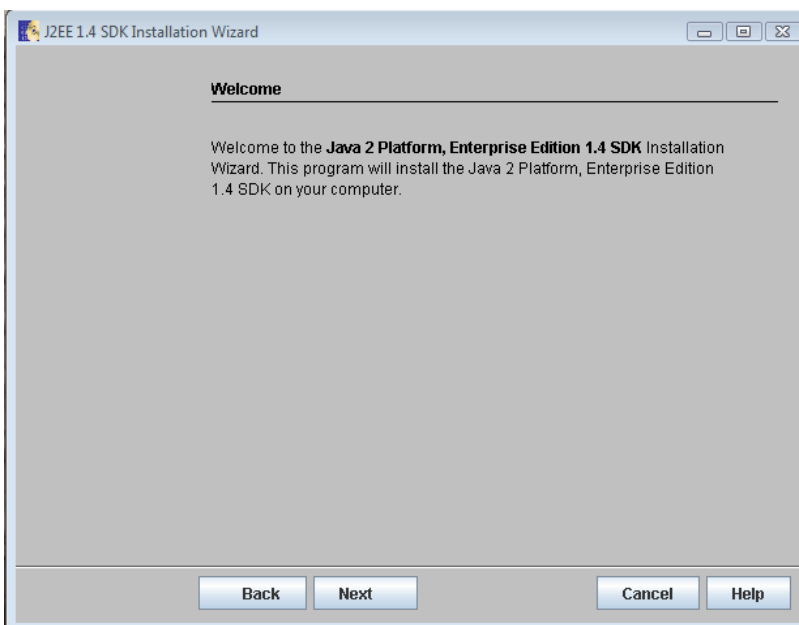 J2EE 1.4 SDK Installation Wizard
Welcome
Welcome to the Java 2 Platform, Enterprise Edition 1.4 SDK Installation
Wizard. This program will install the Java 2 Platform, Enterprise Edition
1.4 SDK on your computer.
Back Next Cancel Help